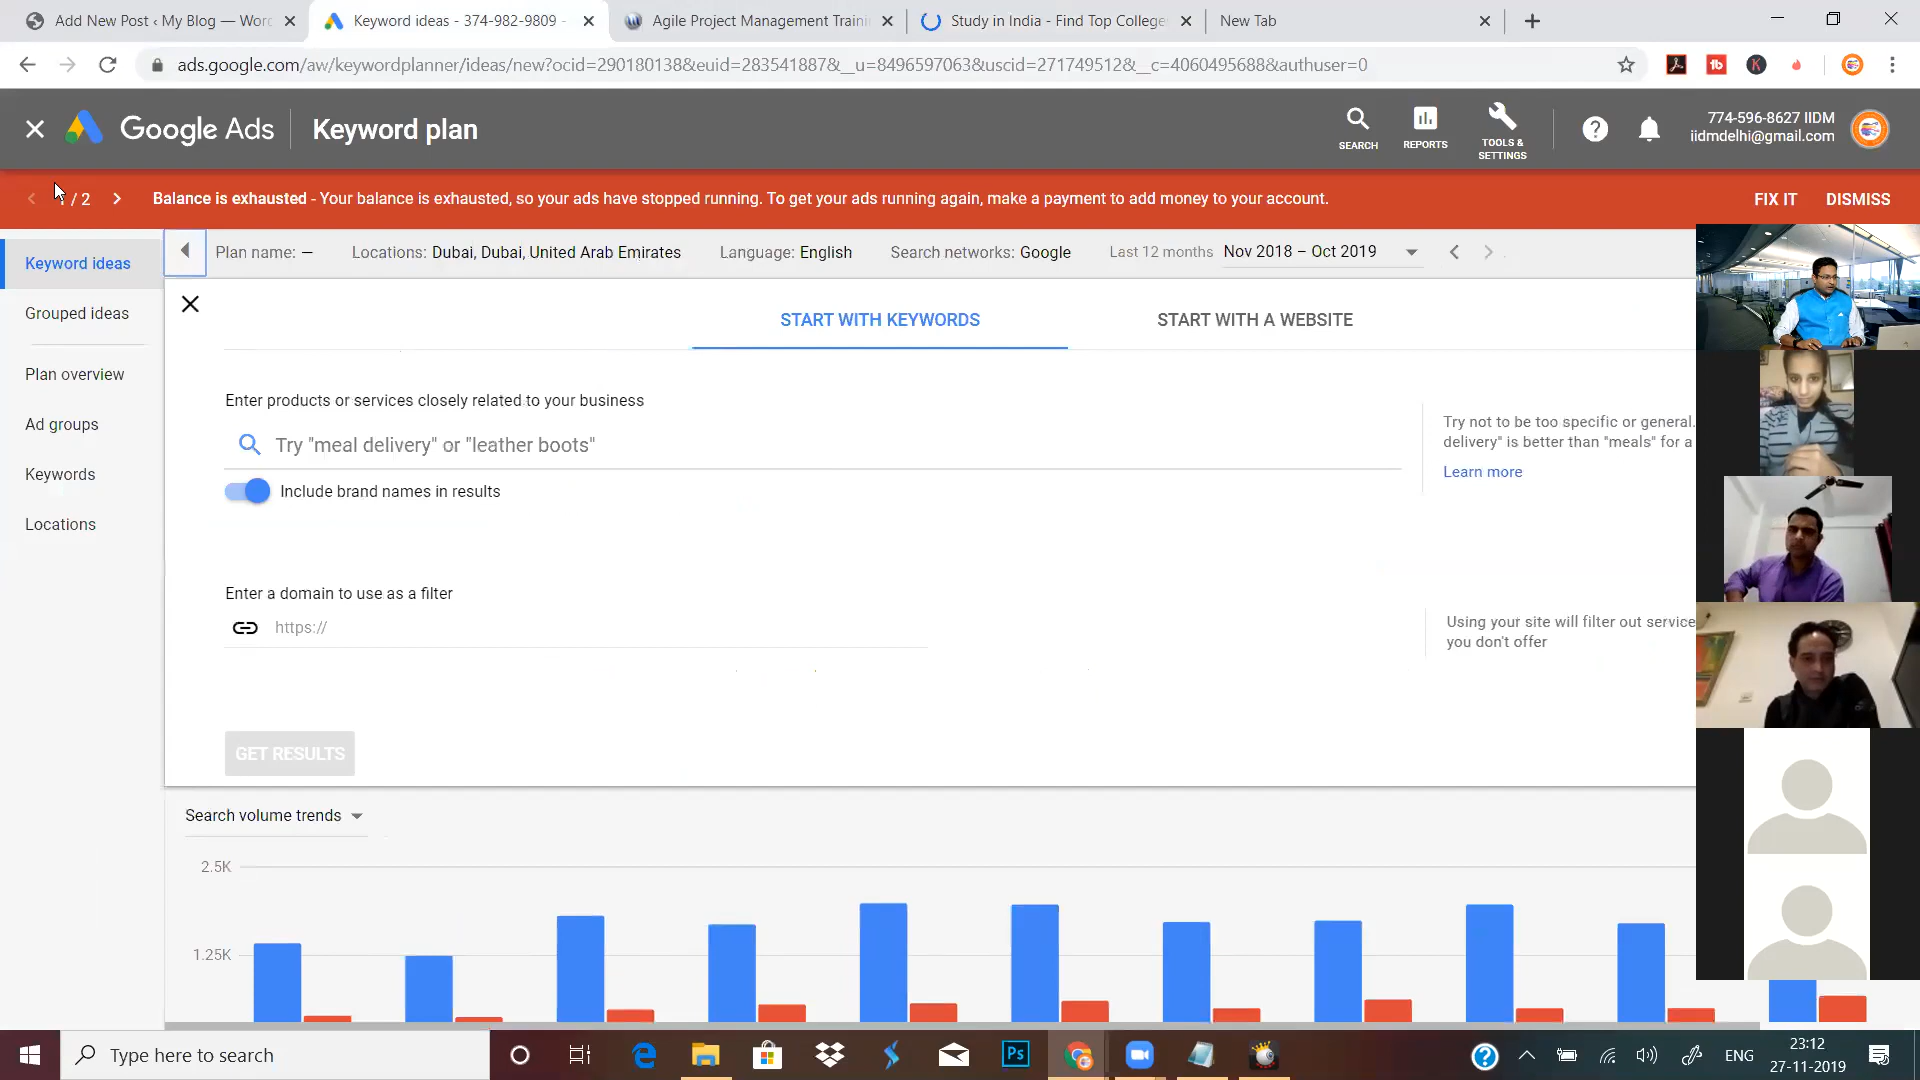 Add New Post ‹ My Blog — Word
Keyword ideas - 374-982-9809 -
Agile Project Management Traini
Study in India - Find Top College
New Tab
ads.google.com/aw/keywordplanner/ideas/new?ocid=290180138&euid=283541887&__u=8496597063&uscid=271749512&__c=4060495688&authuser=0
Google Ads
Keyword plan
SEARCH
REPORTS
TOOLS &
SETTINGS
774-596-8627 IIDM
iidmdelhi@gmail.com
/ 2
Balance is exhausted - Your balance is exhausted, so your ads have stopped running. To get your ads running again, make a payment to add money to your account.
FIX IT
DISMISS
Keyword ideas
Grouped ideas
Plan overview
Ad groups
Keywords
Locations
Plan name: —
Locations: Dubai, Dubai, United Arab Emirates
Language: English
Search networks: Google
Last 12 months
Nov 2018 – Oct 2019
START WITH KEYWORDS
START WITH A WEBSITE
Enter products or services closely related to your business
Try "meal delivery" or "leather boots"
Include brand names in results
Try not to be too specific or general.
delivery" is better than "meals" for a
Learn more
Enter a domain to use as a filter
https://
Using your site will filter out service
you don't offer
GET RESULTS
Search volume trends
2.5K
1.25K
Type here to search
Ps
ENG
23:12
27-11-2019